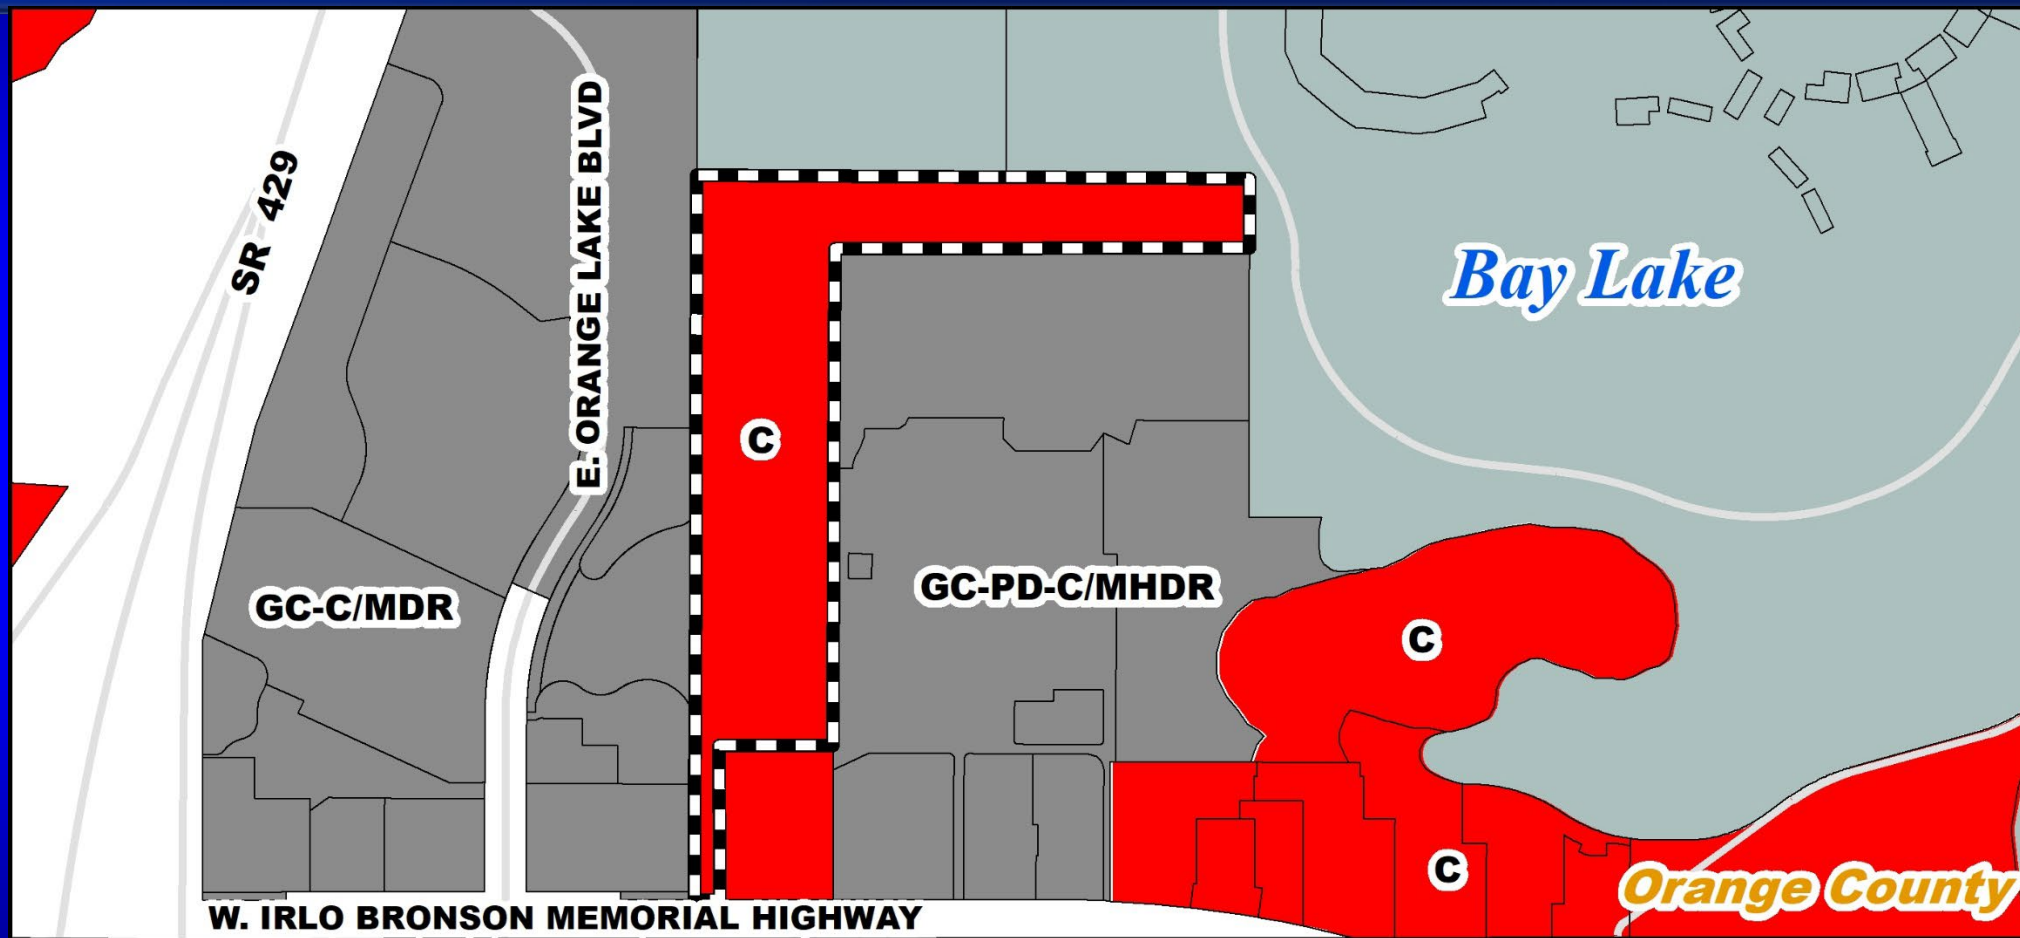 SR 429
E. ORANGE LAKE BLVD
Bay Lake
C
GC-PD-C/MHDR
GC-C/MDR
C
C
Orange County
W. IRLO BRONSON MEMORIAL HIGHWAY